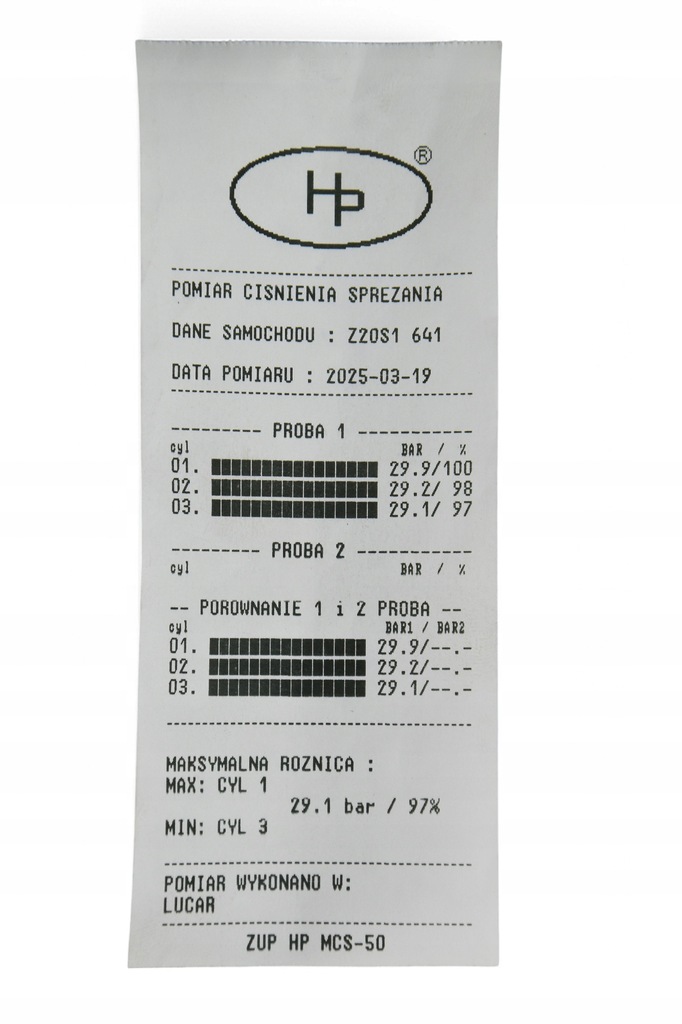 HP ®
POMIAR CISNIENIA SPREZANIA
DANE SAMOCHODU : Z20S1 641
DATA POMIARU : 2025-03-19
--------- PROBA 1 ------------
cyl BAR / %
01. 29.9/100
02. 29.2/ 98
03. 29.1/ 97
--------- PROBA 2 ------------
cyl BAR / %
-- POROWNANIE 1 i 2 PROBA --
cyl BAR1 / BAR2
01. 29.9/--.-
02. 29.2/--.-
03. 29.1/--.-
MAKSYMALNA ROZNICA :
MAX: CYL 1
29.1 bar / 97%
MIN: CYL 3
POMIAR WYKONANO W:
LUCAR
ZUP HP MCS-50